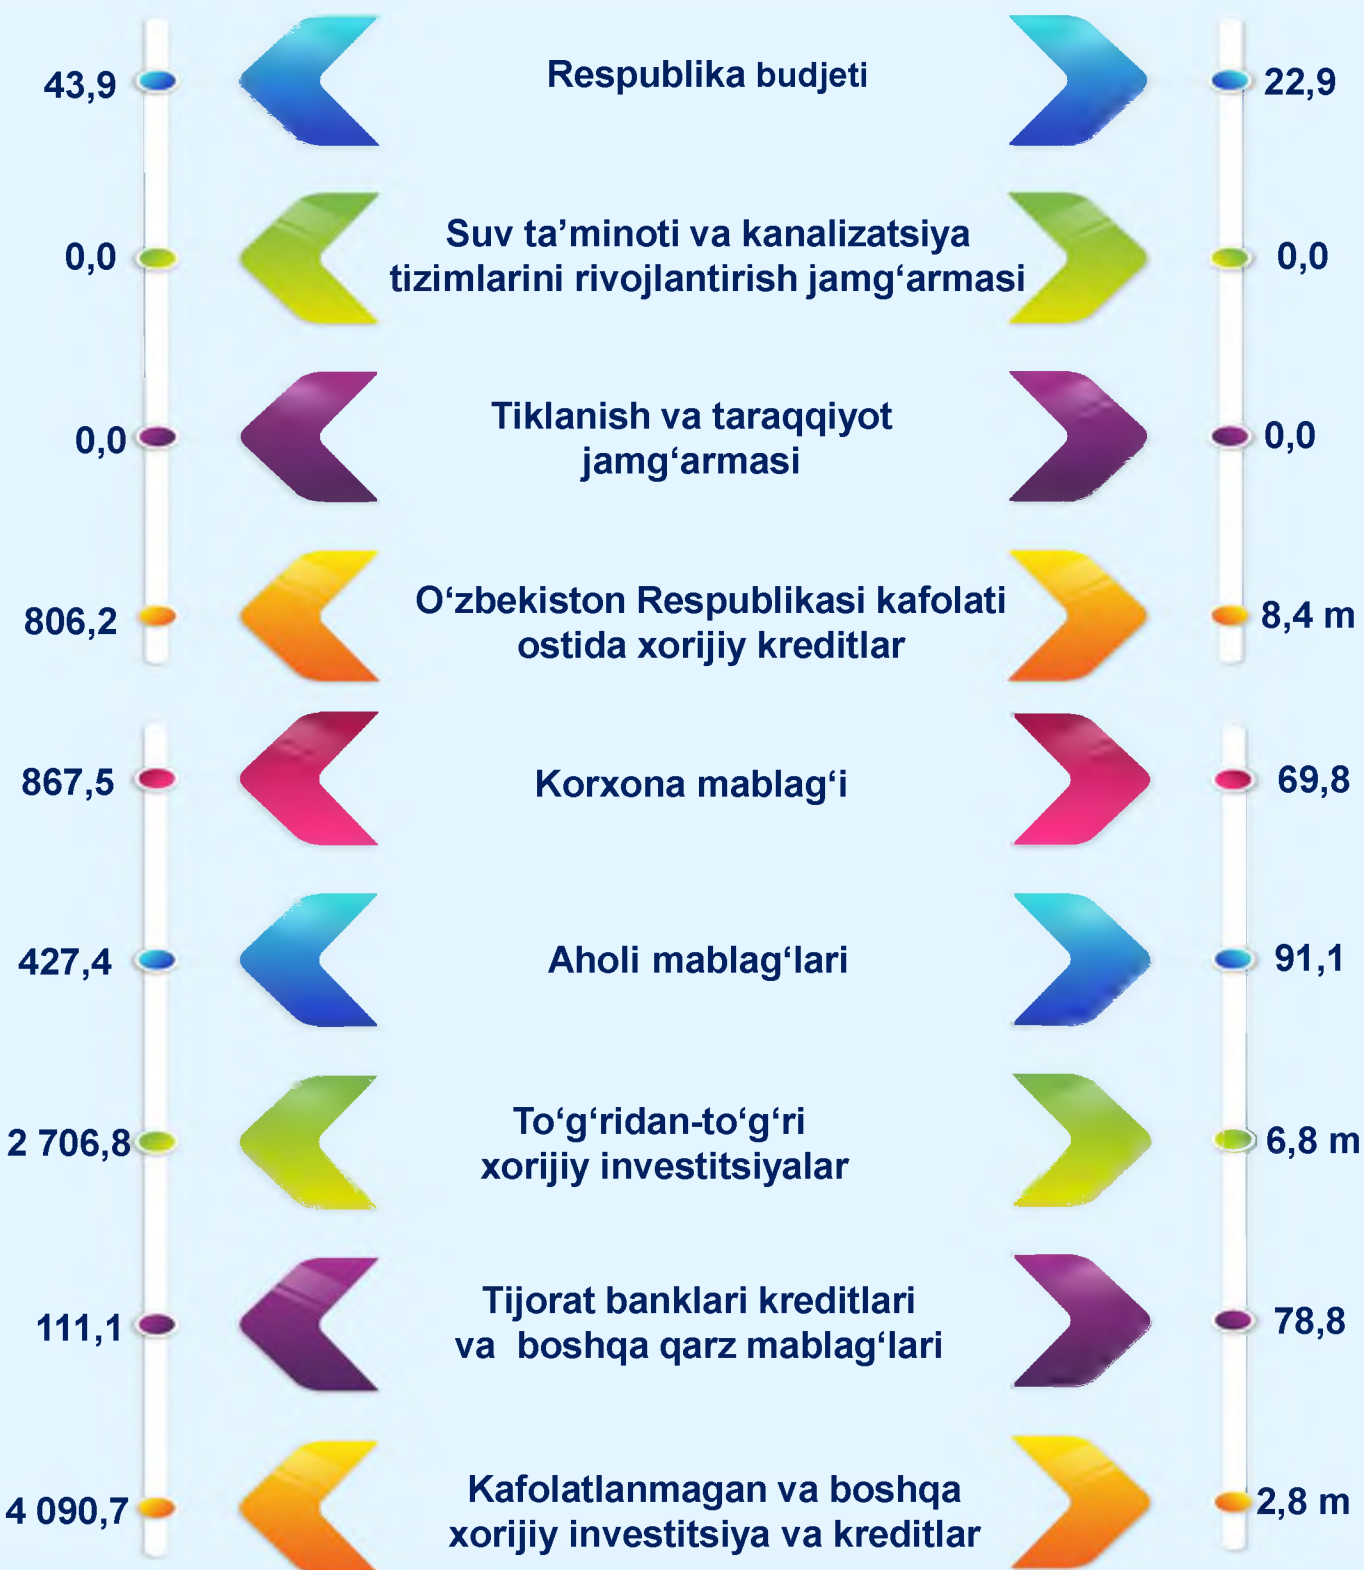 43,9 Respublika budjeti 22,9
Suv ta’minoti va kanalizatsiya
0,0 0,0
tizimlarini rivojlantirish jamg‘armasi
Tiklanish va taraqqiyot
0,0 0,0
jamg‘armasi
O‘zbekiston Respublikasi kafolati
806,2 8,4 m
ostida xorijiy kreditlar
867,5 Korxona mablag‘i 69,8
427,4 Aholi mablag‘lari 91,1
To‘g‘ridan-to‘g‘ri
2 706,8 6,8 m
xorijiy investitsiyalar
Tijorat banklari kreditlari
111,1 78,8
va boshqa qarz mablag‘lari
Kafolatlanmagan va boshqa
4 090,7 2,8 m
xorijiy investitsiya va kreditlar